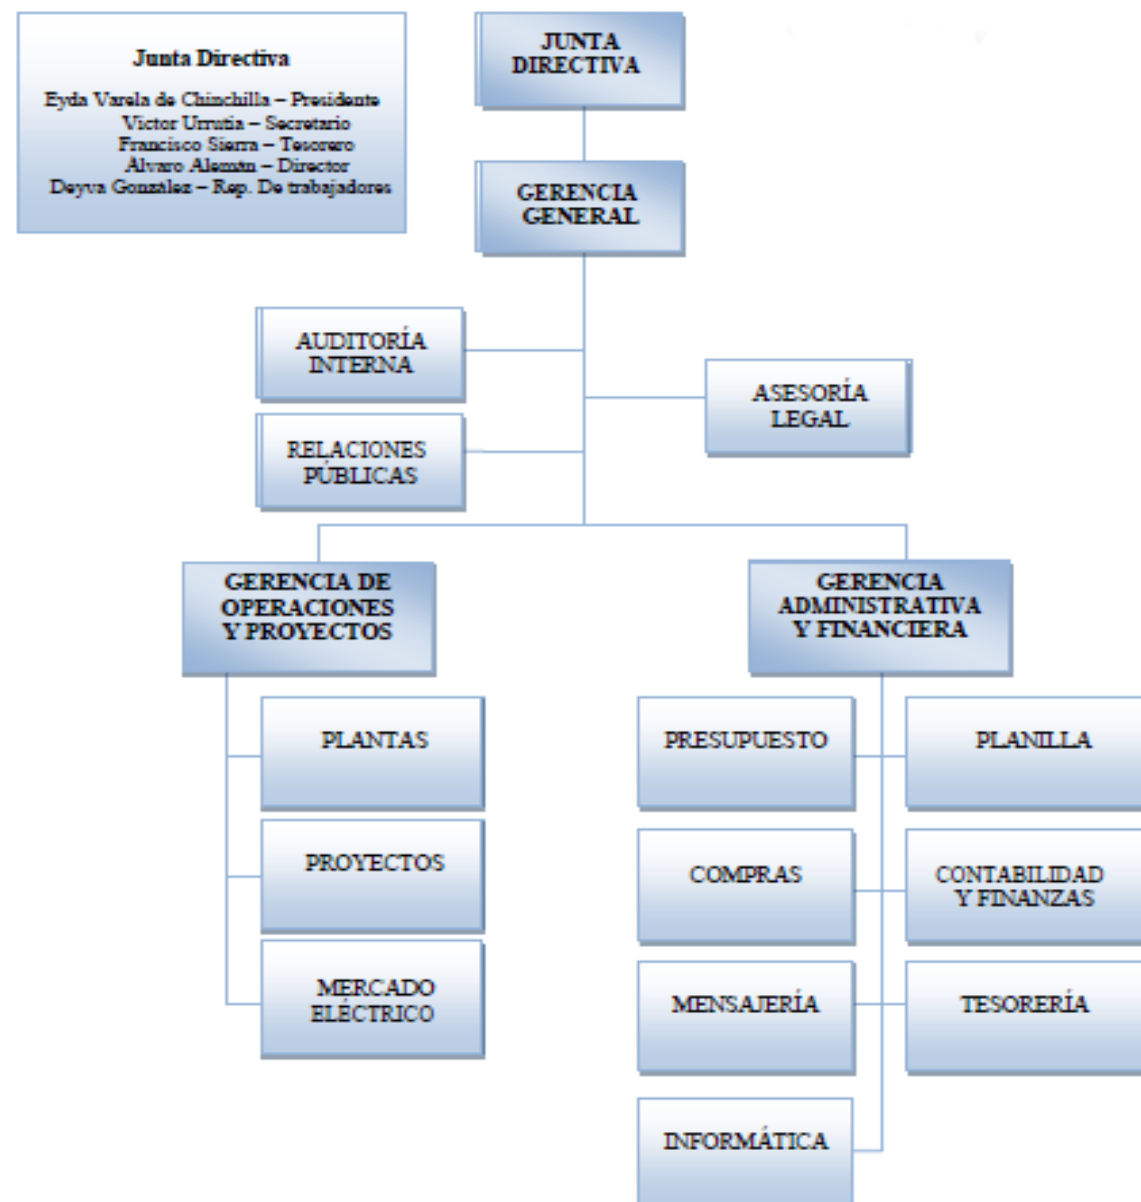 Junta Directiva
Eyda Varela de Chinchilla – Presidente
Victor Urrutia – Secretario
Francisco Sierra – Tesorero
Alvaro Alemán – Director
Deyva González – Rep. De trabajadores
JUNTA
DIRECTIVA
GERENCIA
GENERAL
AUDITORÍA
INTERNA
ASESORÍA
LEGAL
RELACIONES
PÚBLICAS
GERENCIA DE
OPERACIONES
Y PROYECTOS
PLANTAS
PROYECTOS
MERCADO
ELÉCTRICO
GERENCIA
ADMINISTRATIVA
Y FINANCIERA
PRESUPUESTO
PLANILLA
COMPRAS
CONTABILIDAD
Y FINANZAS
MENSAJERÍA
TESORERÍA
INFORMÁTICA